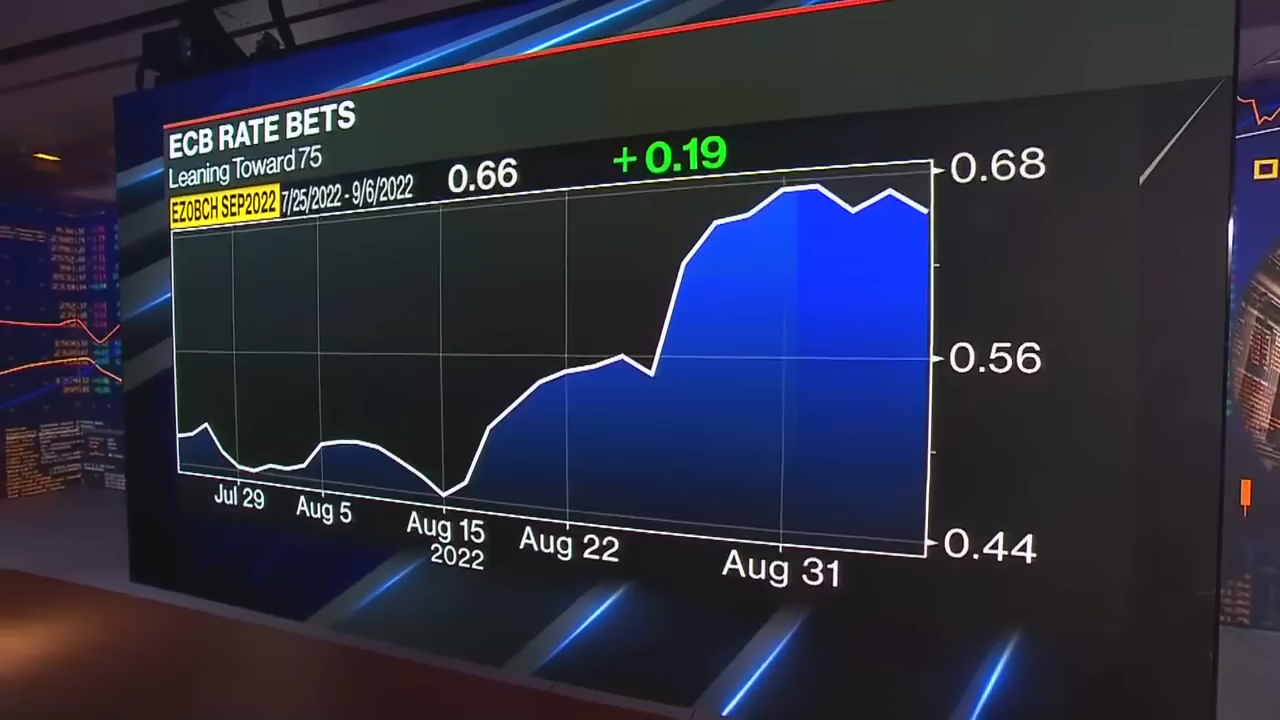 ECB RATE BETS
Leaning Toward 75
EZ0BCH SEP2022 7/25/2022 - 9/6/2022 0.66 + 0.19
0.68
0.56
0.44
Jul 29 Aug 5 Aug 15 Aug 22 Aug 31
2022